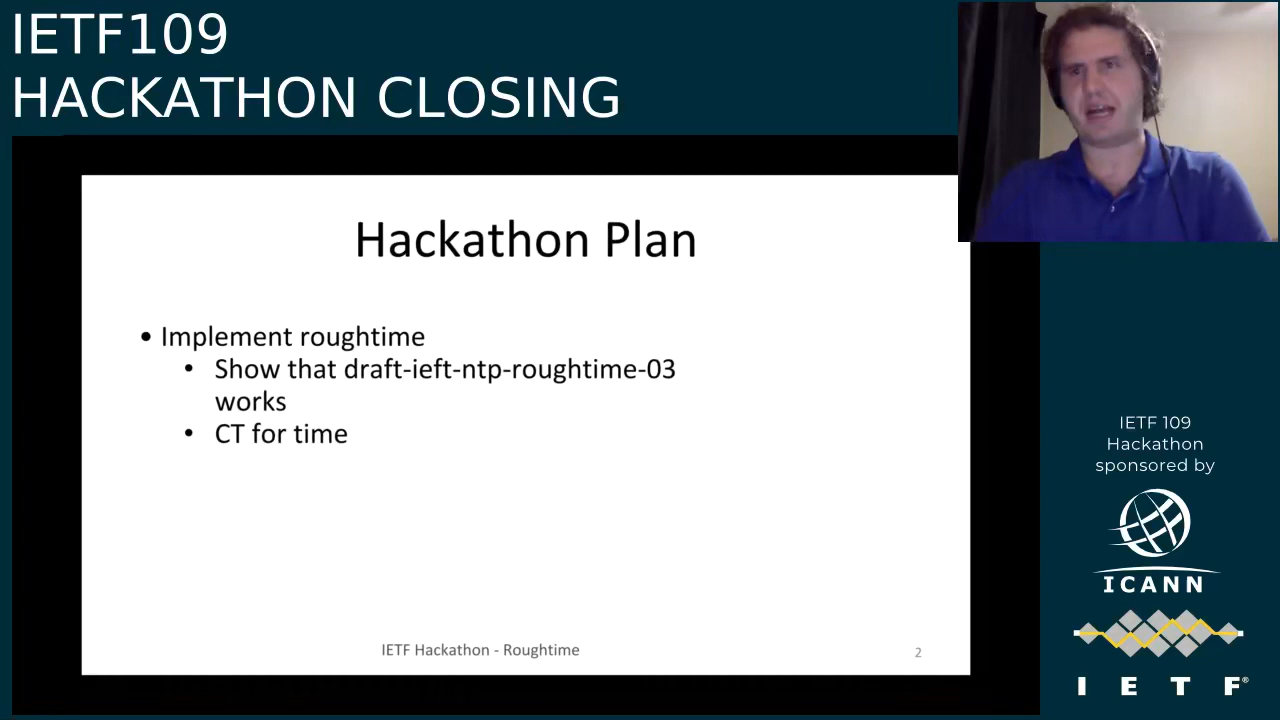 IETF109
HACKATHON CLOSING
Hackathon Plan
• Implement roughtime
• Show that draft-ieft-ntp-roughtime-03
works
• CT for time
IETF Hackathon - Roughtime
2
IETF 109
Hackathon
sponsored by
ICANN
I E T F®